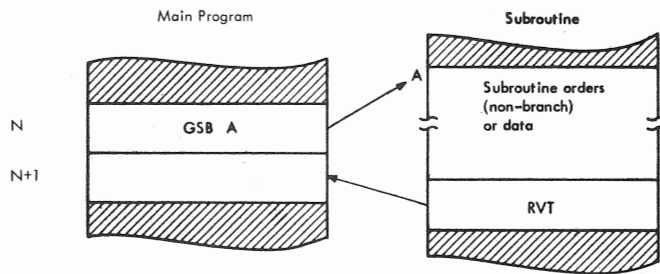 Main Program
Subroutine
A
Subroutine orders
(non-branch)
or data
N
GSB A
N+1
RVT